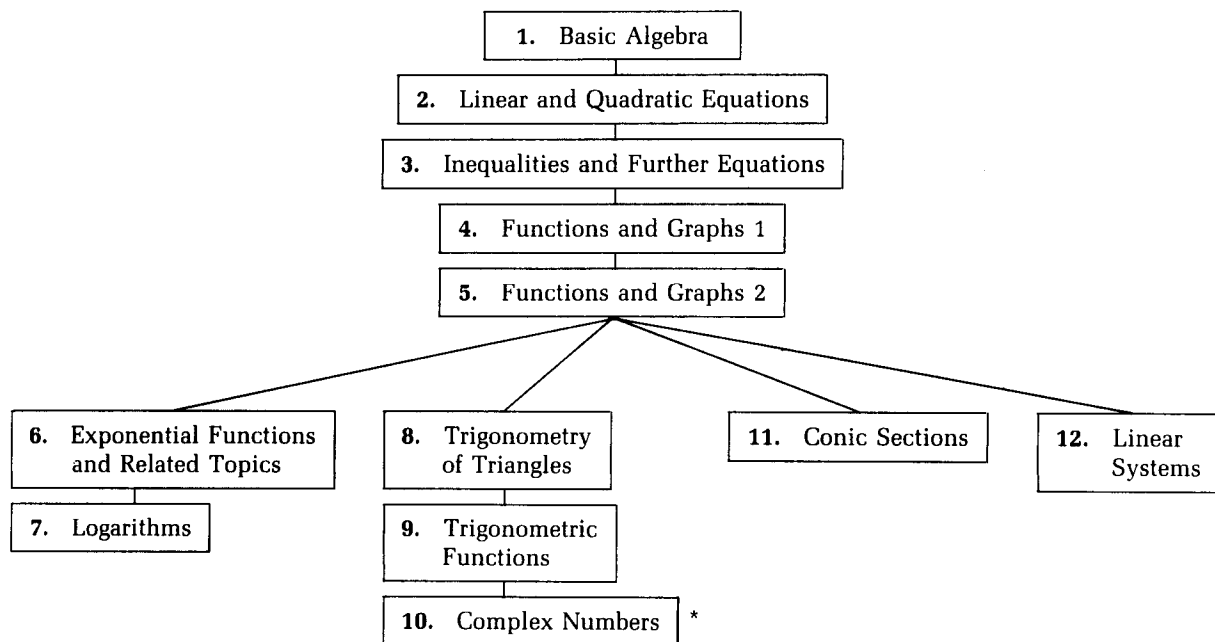 1. Basic Algebra
2. Linear and Quadratic Equations
3. Inequalities and Further Equations
4. Functions and Graphs 1
5. Functions and Graphs 2
6. Exponential Functions
and Related Topics
7. Logarithms
8. Trigonometry
of Triangles
9. Trigonometric
Functions
10. Complex Numbers *
11. Conic Sections
12. Linear
Systems